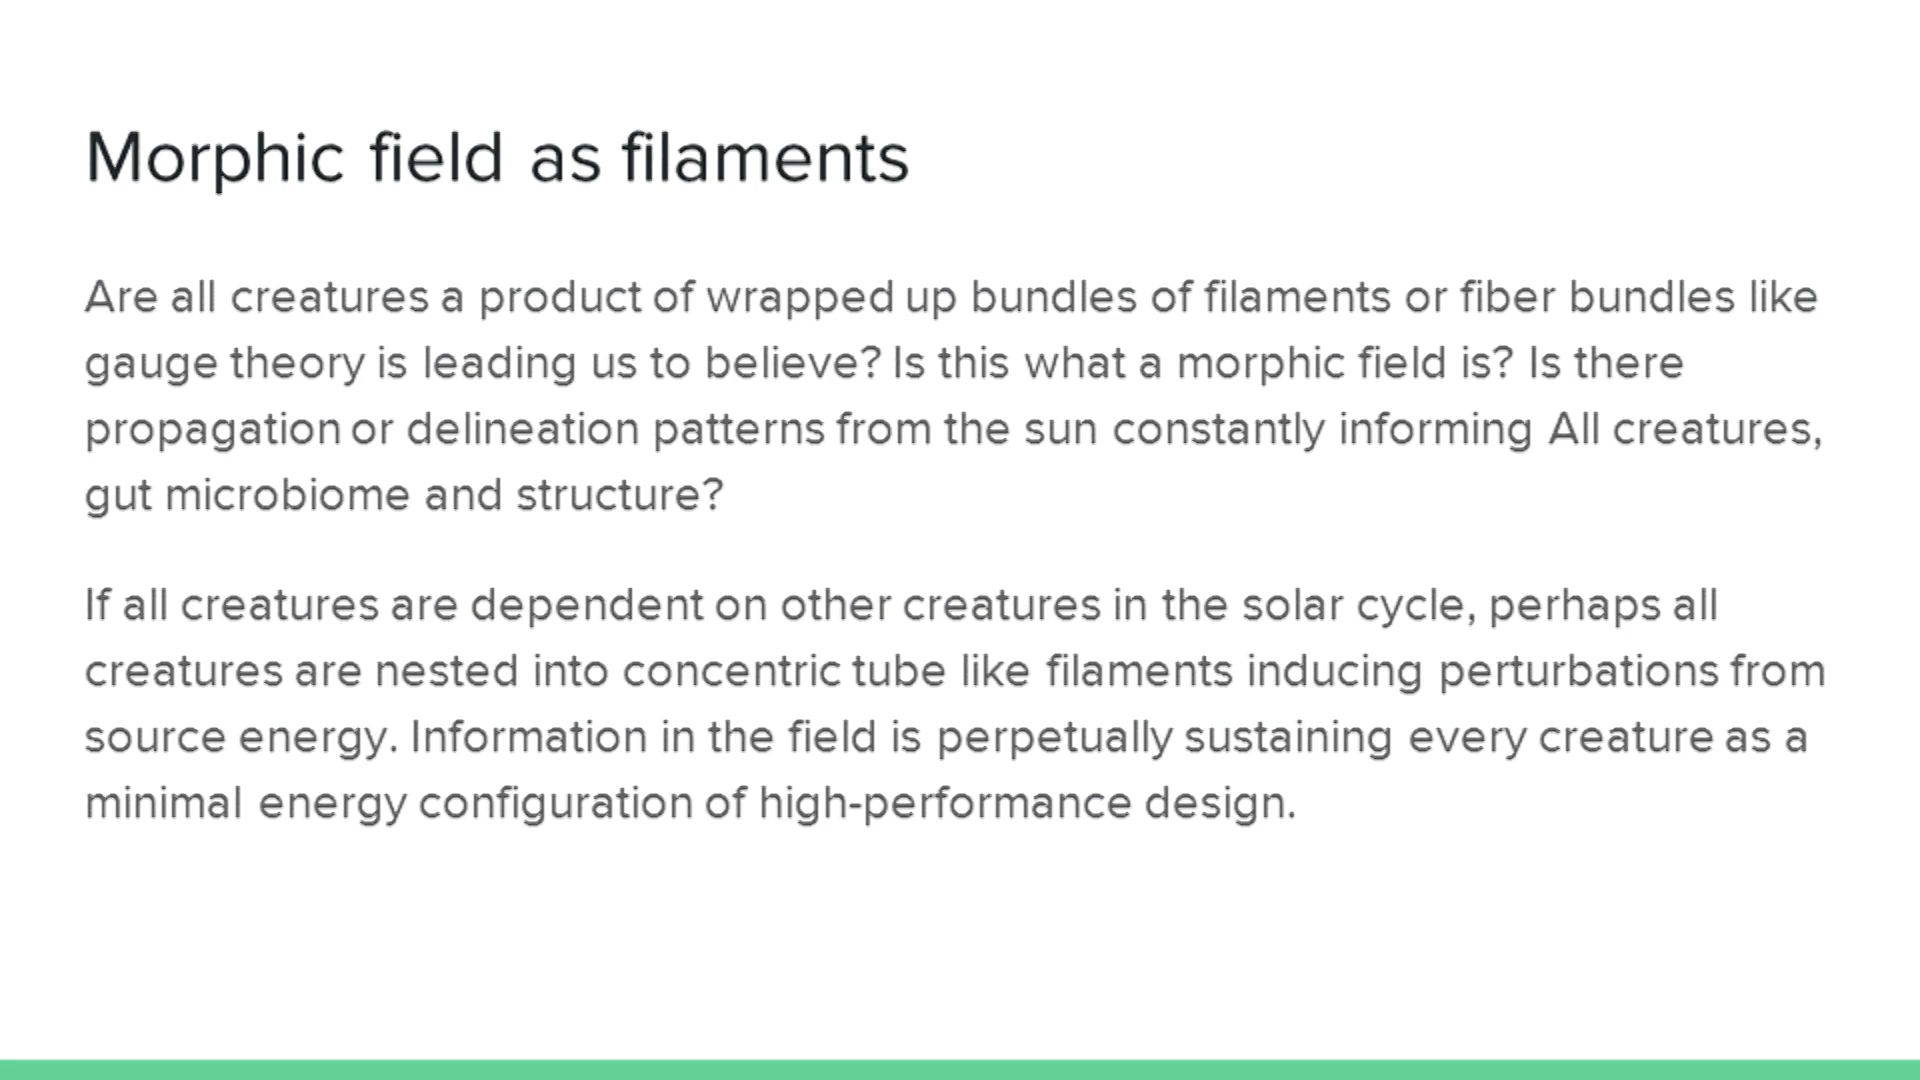 Morphic field as filaments
Are all creatures a product of wrapped up bundles of filaments or fiber bundles like
gauge theory is leading us to believe? Is this what a morphic field is? Is there
propagation or delineation patterns from the sun constantly informing All creatures,
gut microbiome and structure?
If all creatures are dependent on other creatures in the solar cycle, perhaps all
creatures are nested into concentric tube like filaments inducing perturbations from
source energy. Information in the field is perpetually sustaining every creature as a
minimal energy configuration of high-performance design.